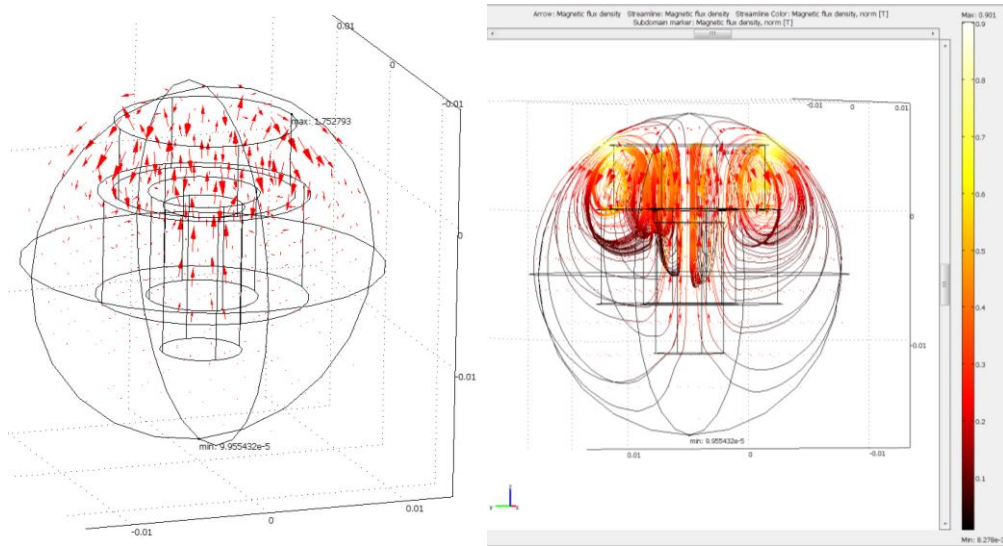 0.01
0
-0.01
max: 1.752793
0
-0.01
min: 9.955432e-5
0.01
0
-0.01
Arrow: Magnetic flux density Streamline: Magnetic flux density Streamline Color: Magnetic flux density, norm [T]
Subdomain marker: Magnetic flux density, norm [T]
Max: 0.901
0.9
0.8
0.7
0.6
0.5
0.4
0.3
0.2
0.1
-0.01
0
0.01
0
-0.01
min: 9.955432e-5
0.01
0
-0.01
z
y
x